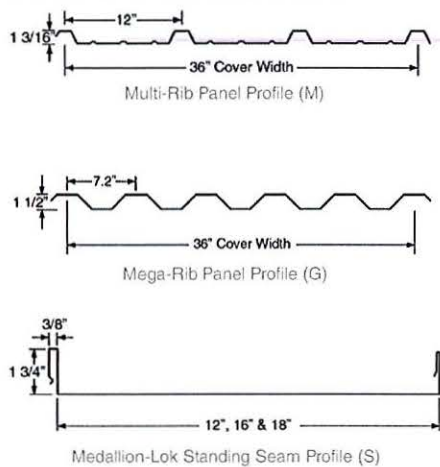 12"
1 3/16"
36" Cover Width
Multi-Rib Panel Profile (M)
7.2"
1 1/2"
36" Cover Width
Mega-Rib Panel Profile (G)
3/8"
1 3/4"
12", 16" & 18"
Medallion-Lok Standing Seam Profile (S)